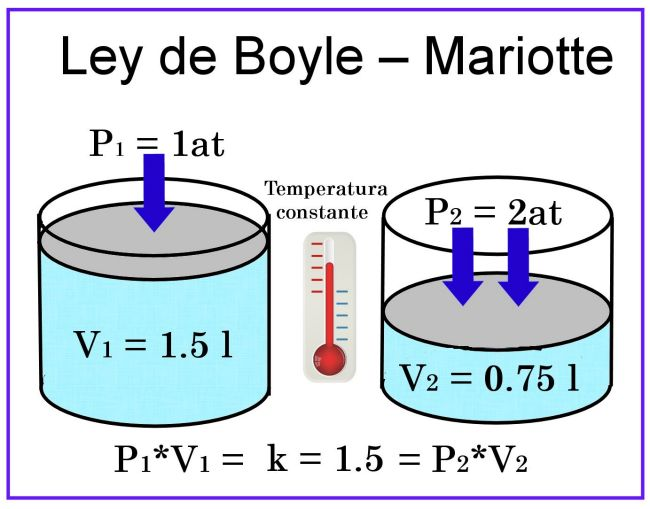 Ley de Boyle – Mariotte
P₁ = 1at
Temperatura
constante
P₂ = 2at
V₁ = 1.5 l
V₂ = 0.75 l
P₁*V₁ = k = 1.5 = P₂*V₂